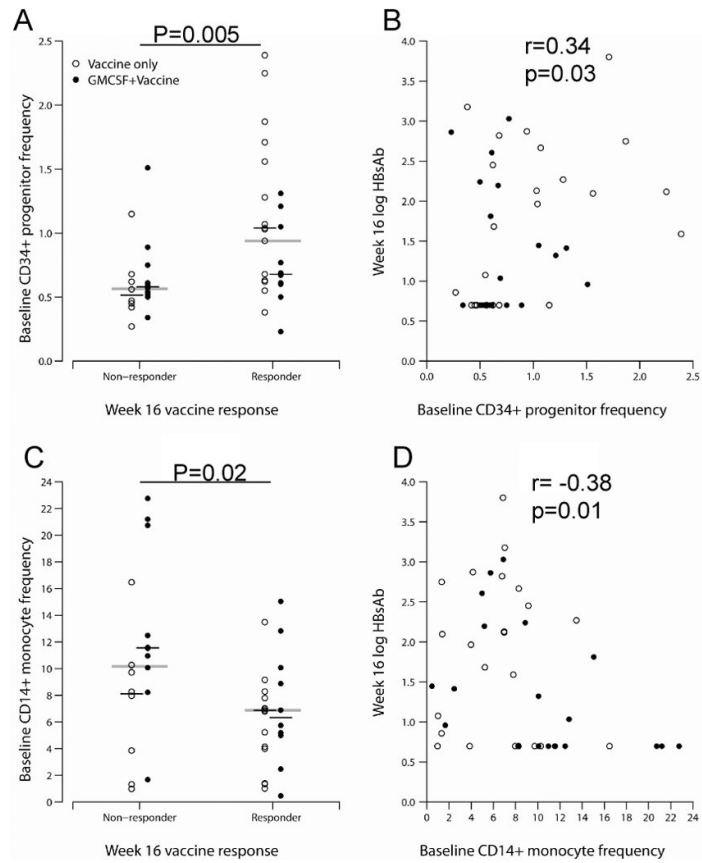 A
P=0.005
Baseline CD34+ progenitor frequency
2.5
2.0
1.5
1.0
0.5
0.0
Vaccine only
GMCSF+Vaccine
Non-responder
Responder
Week 16 vaccine response
B
r=0.34
p=0.03
Week 16 log HBsAb
4.0
3.5
3.0
2.5
2.0
1.5
1.0
0.5
0.0
0.0 0.5 1.0 1.5 2.0 2.5
Baseline CD34+ progenitor frequency
C
P=0.02
Baseline CD14+ monocyte frequency
24
22
20
18
16
14
12
10
8
6
4
2
0
Non-responder
Responder
Week 16 vaccine response
D
r= -0.38
p=0.01
Week 16 log HBsAb
4.0
3.5
3.0
2.5
2.0
1.5
1.0
0.5
0.0
0 2 4 6 8 10 12 14 16 18 20 22 24
Baseline CD14+ monocyte frequency